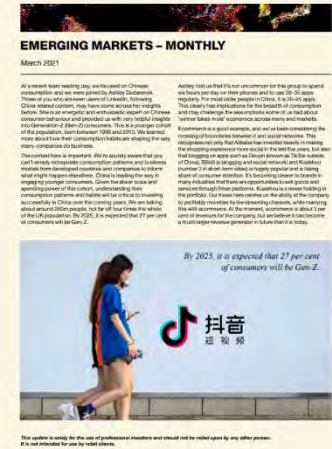 EMERGING MARKETS – MONTHLY
March 2021
At a recent team reading day, we focused on Chinese
consumption and we were joined by Ashley Dudarenok.
Those of you who are keen users of LinkedIn, following
China-related content, may have come across her insights
before. She is an energetic and enthusiastic expert on Chinese
consumer behaviour and provided us with very helpful insights
into Generation-Z (Gen-Z) consumers. This is a younger cohort
of the population, born between 1998 and 2010. We learned
more about how their consumption habits are shaping the way
many companies do business.
The context here is important. We're acutely aware that you
can't simply extrapolate consumption patterns and business
models from developed countries and companies to inform
what might happen elsewhere. China is leading the way in
engaging younger consumers. Given the sheer scale and
spending power of this cohort, understanding their
consumption patterns and habits will be critical to investing
successfully in China over the coming years. We are talking
about around 260m people, not far off four times the whole
of the UK population. By 2025, it is expected that 27 per cent
of consumers will be Gen-Z.
Ashley told us that it's not uncommon for this group to spend
six hours per day on their phones and to use 30-35 apps
regularly. For most older people in China, it is 20-25 apps.
This clearly has implications for the breadth of consumption
and may challenge the assumptions some of us had about
'winner takes most' economics across many end markets.
Ecommerce is a good example, and we've been considering the
crossing of boundaries between it and social networks. This
recognises not only that Alibaba has invested heavily in making
the shopping experience more social in the last five years, but also
that blogging on apps such as Douyin (known as TikTok outside
of China), Bilibili (a blogging and social network) and Kuaishou
(number 2 in short-form video) is hugely popular and is taking
share of consumer attention. It's becoming clearer to brands in
many industries that there are opportunities to sell goods and
services through these platforms. Kuaishou is a newer holding in
the portfolio. Our thesis here centres on the ability of the company
to profitably monetise its live streaming channels, while marrying
this with ecommerce. At the moment, ecommerce is about 3 per
cent of revenues for the company, but we believe it can become
a much larger revenue generator in future than it is today.
By 2025, it is expected that 27 per cent
of consumers will be Gen-Z.
抖音
短视频
This update is solely for the use of professional investors and should not be relied upon by any other person.
It is not intended for use by retail clients.